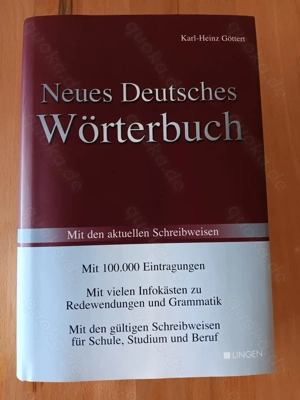 Karl-Heinz Göttert
Neues Deutsches
Wörterbuch
Mit den aktuellen Schreibweisen
Mit 100.000 Eintragungen
Mit vielen Infokästen zu
Redewendungen und Grammatik
Mit den gültigen Schreibweisen
für Schule, Studium und Beruf
LINGEN